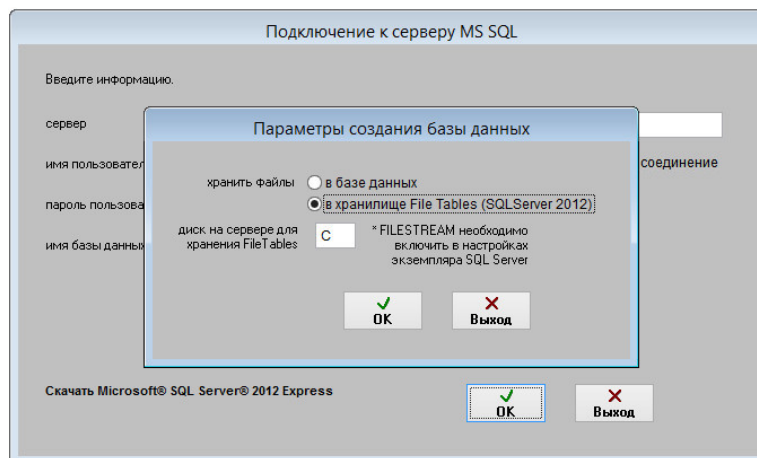 Подключение к серверу MS SQL
Введите информацию.
сервер
Параметры создания базы данных
имя
соединение
хранить файлы
в базе данных
пароль
в хранилище File Tables (SQLServer 2012)
имя базы данных
диск на сервере для
хранения FileTables
C
* FILESTREAM необходимо
включить в настройках
экземпляра SQL Server
OK
Выход
Скачать Microsoft® SQL Server® 2012 Express
OK
Выход